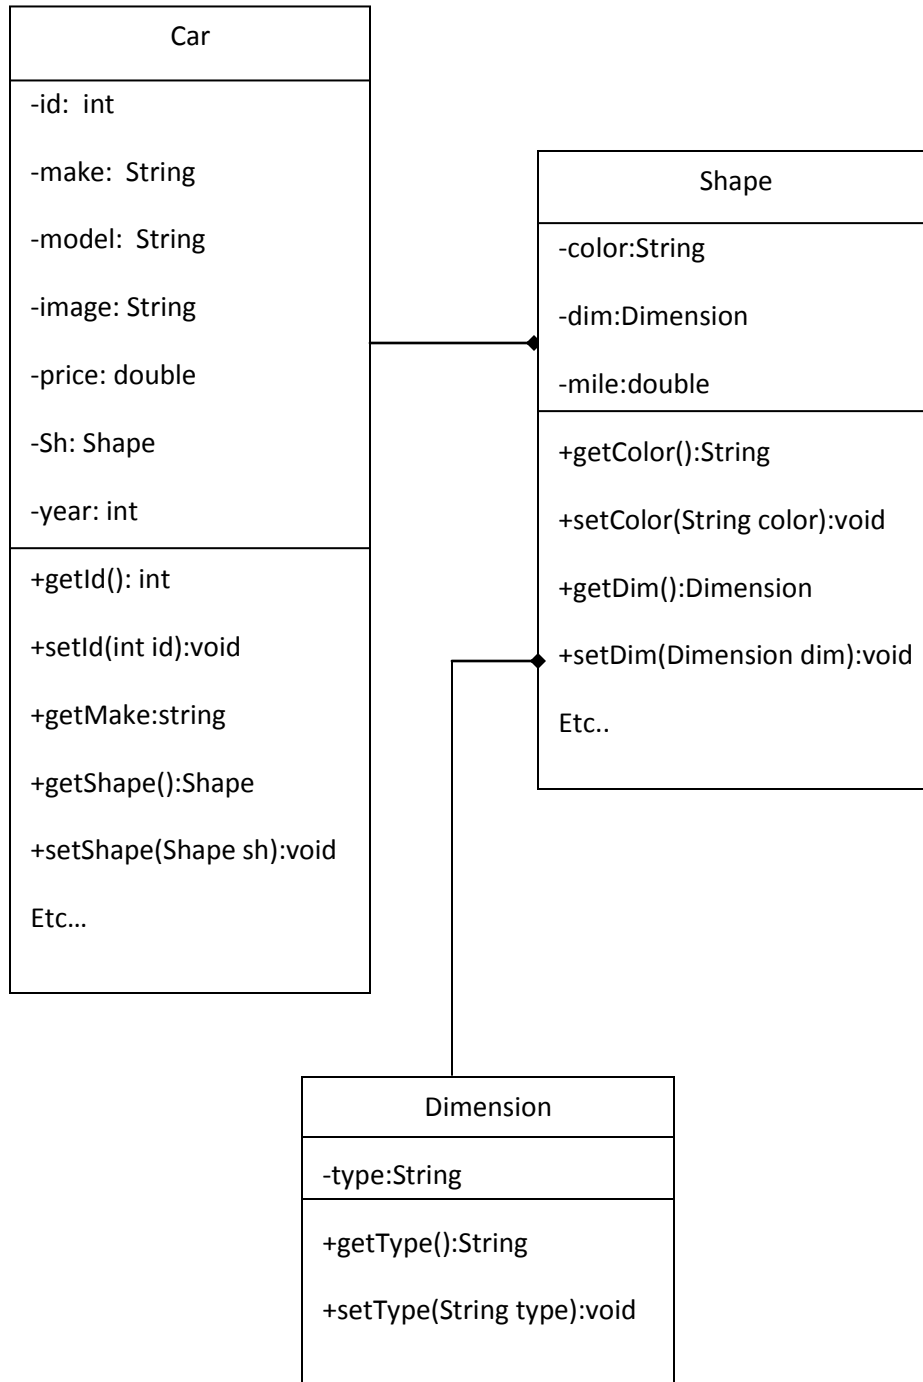 Car
-id: int
-make: String
-model: String
-image: String
-price: double
-Sh: Shape
-year: int
+getId(): int
+setId(int id):void
+getMake:string
+getShape():Shape
+setShape(Shape sh):void
Etc...
Shape
-color:String
-dim:Dimension
-mile:double
+getColor():String
+setColor(String color):void
+getDim():Dimension
+setDim(Dimension dim):void
Etc..
Dimension
-type:String
+getType():String
+setType(String type):void